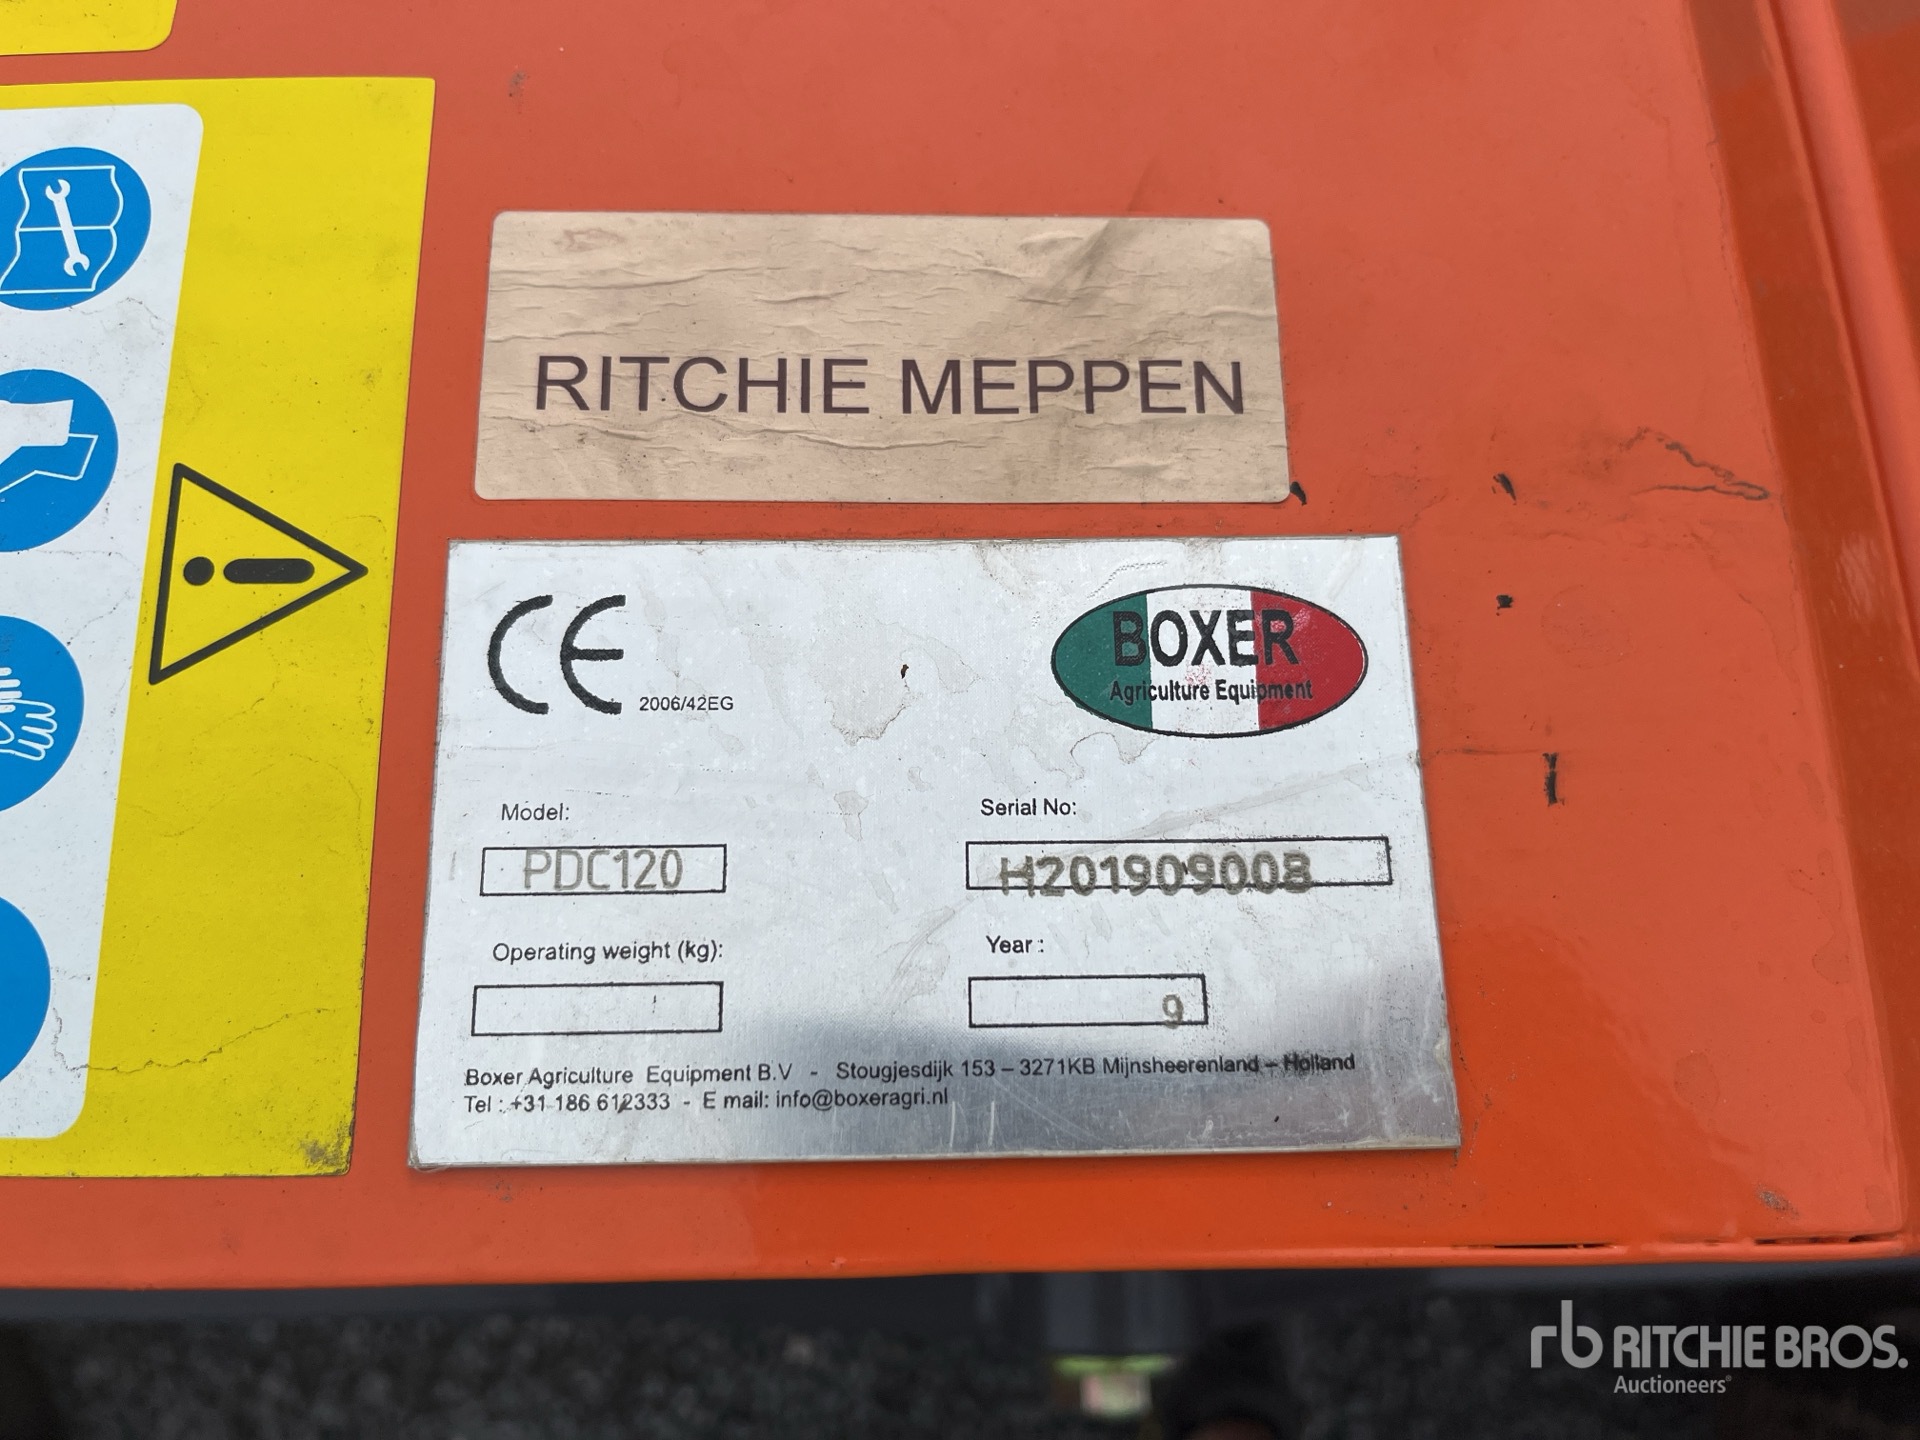 RITCHIE MEPPEN
CE 2006/42EG
BOXER
Agriculture Equipment
Model: Serial No:
PDC120 H201909008
Operating weight (kg): Year :
9
Boxer Agriculture Equipment B.V - Stougjesdijk 153 – 3271KB Mijnsheerenland – Holland
Tel : +31 186 612333 - E mail: info@boxeragri.nl
rb RITCHIE BROS.
Auctioneers®